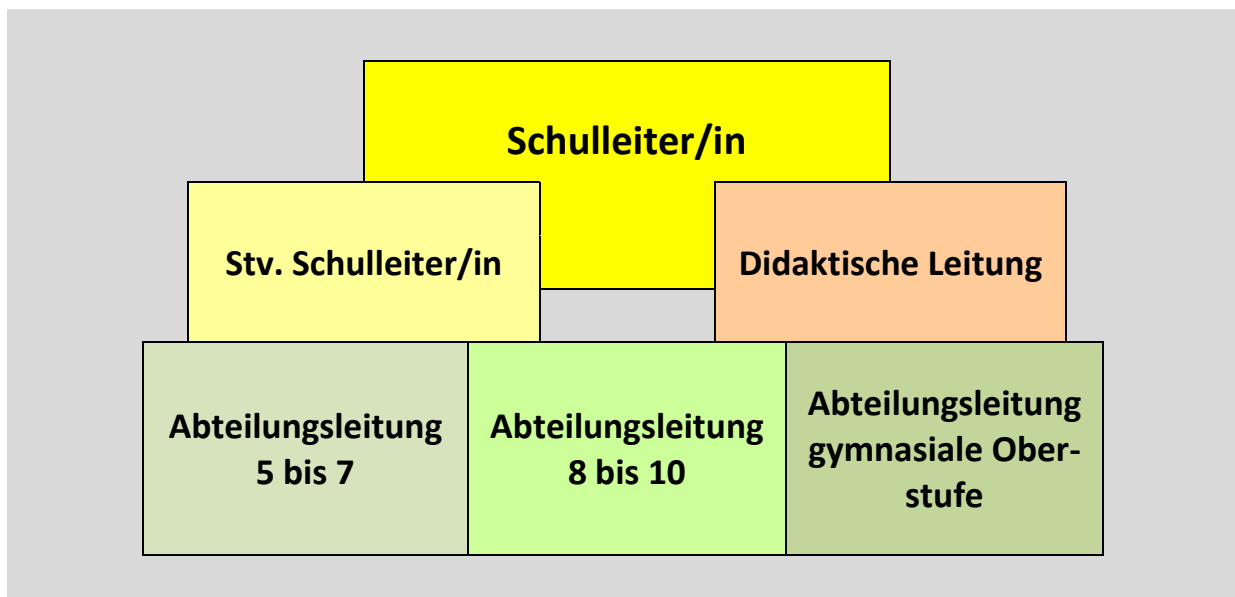 Schulleiter/in
Stv. Schulleiter/in
Didaktische Leitung
Abteilungsleitung
5 bis 7
Abteilungsleitung
8 bis 10
Abteilungsleitung
gymnasiale Ober-
stufe